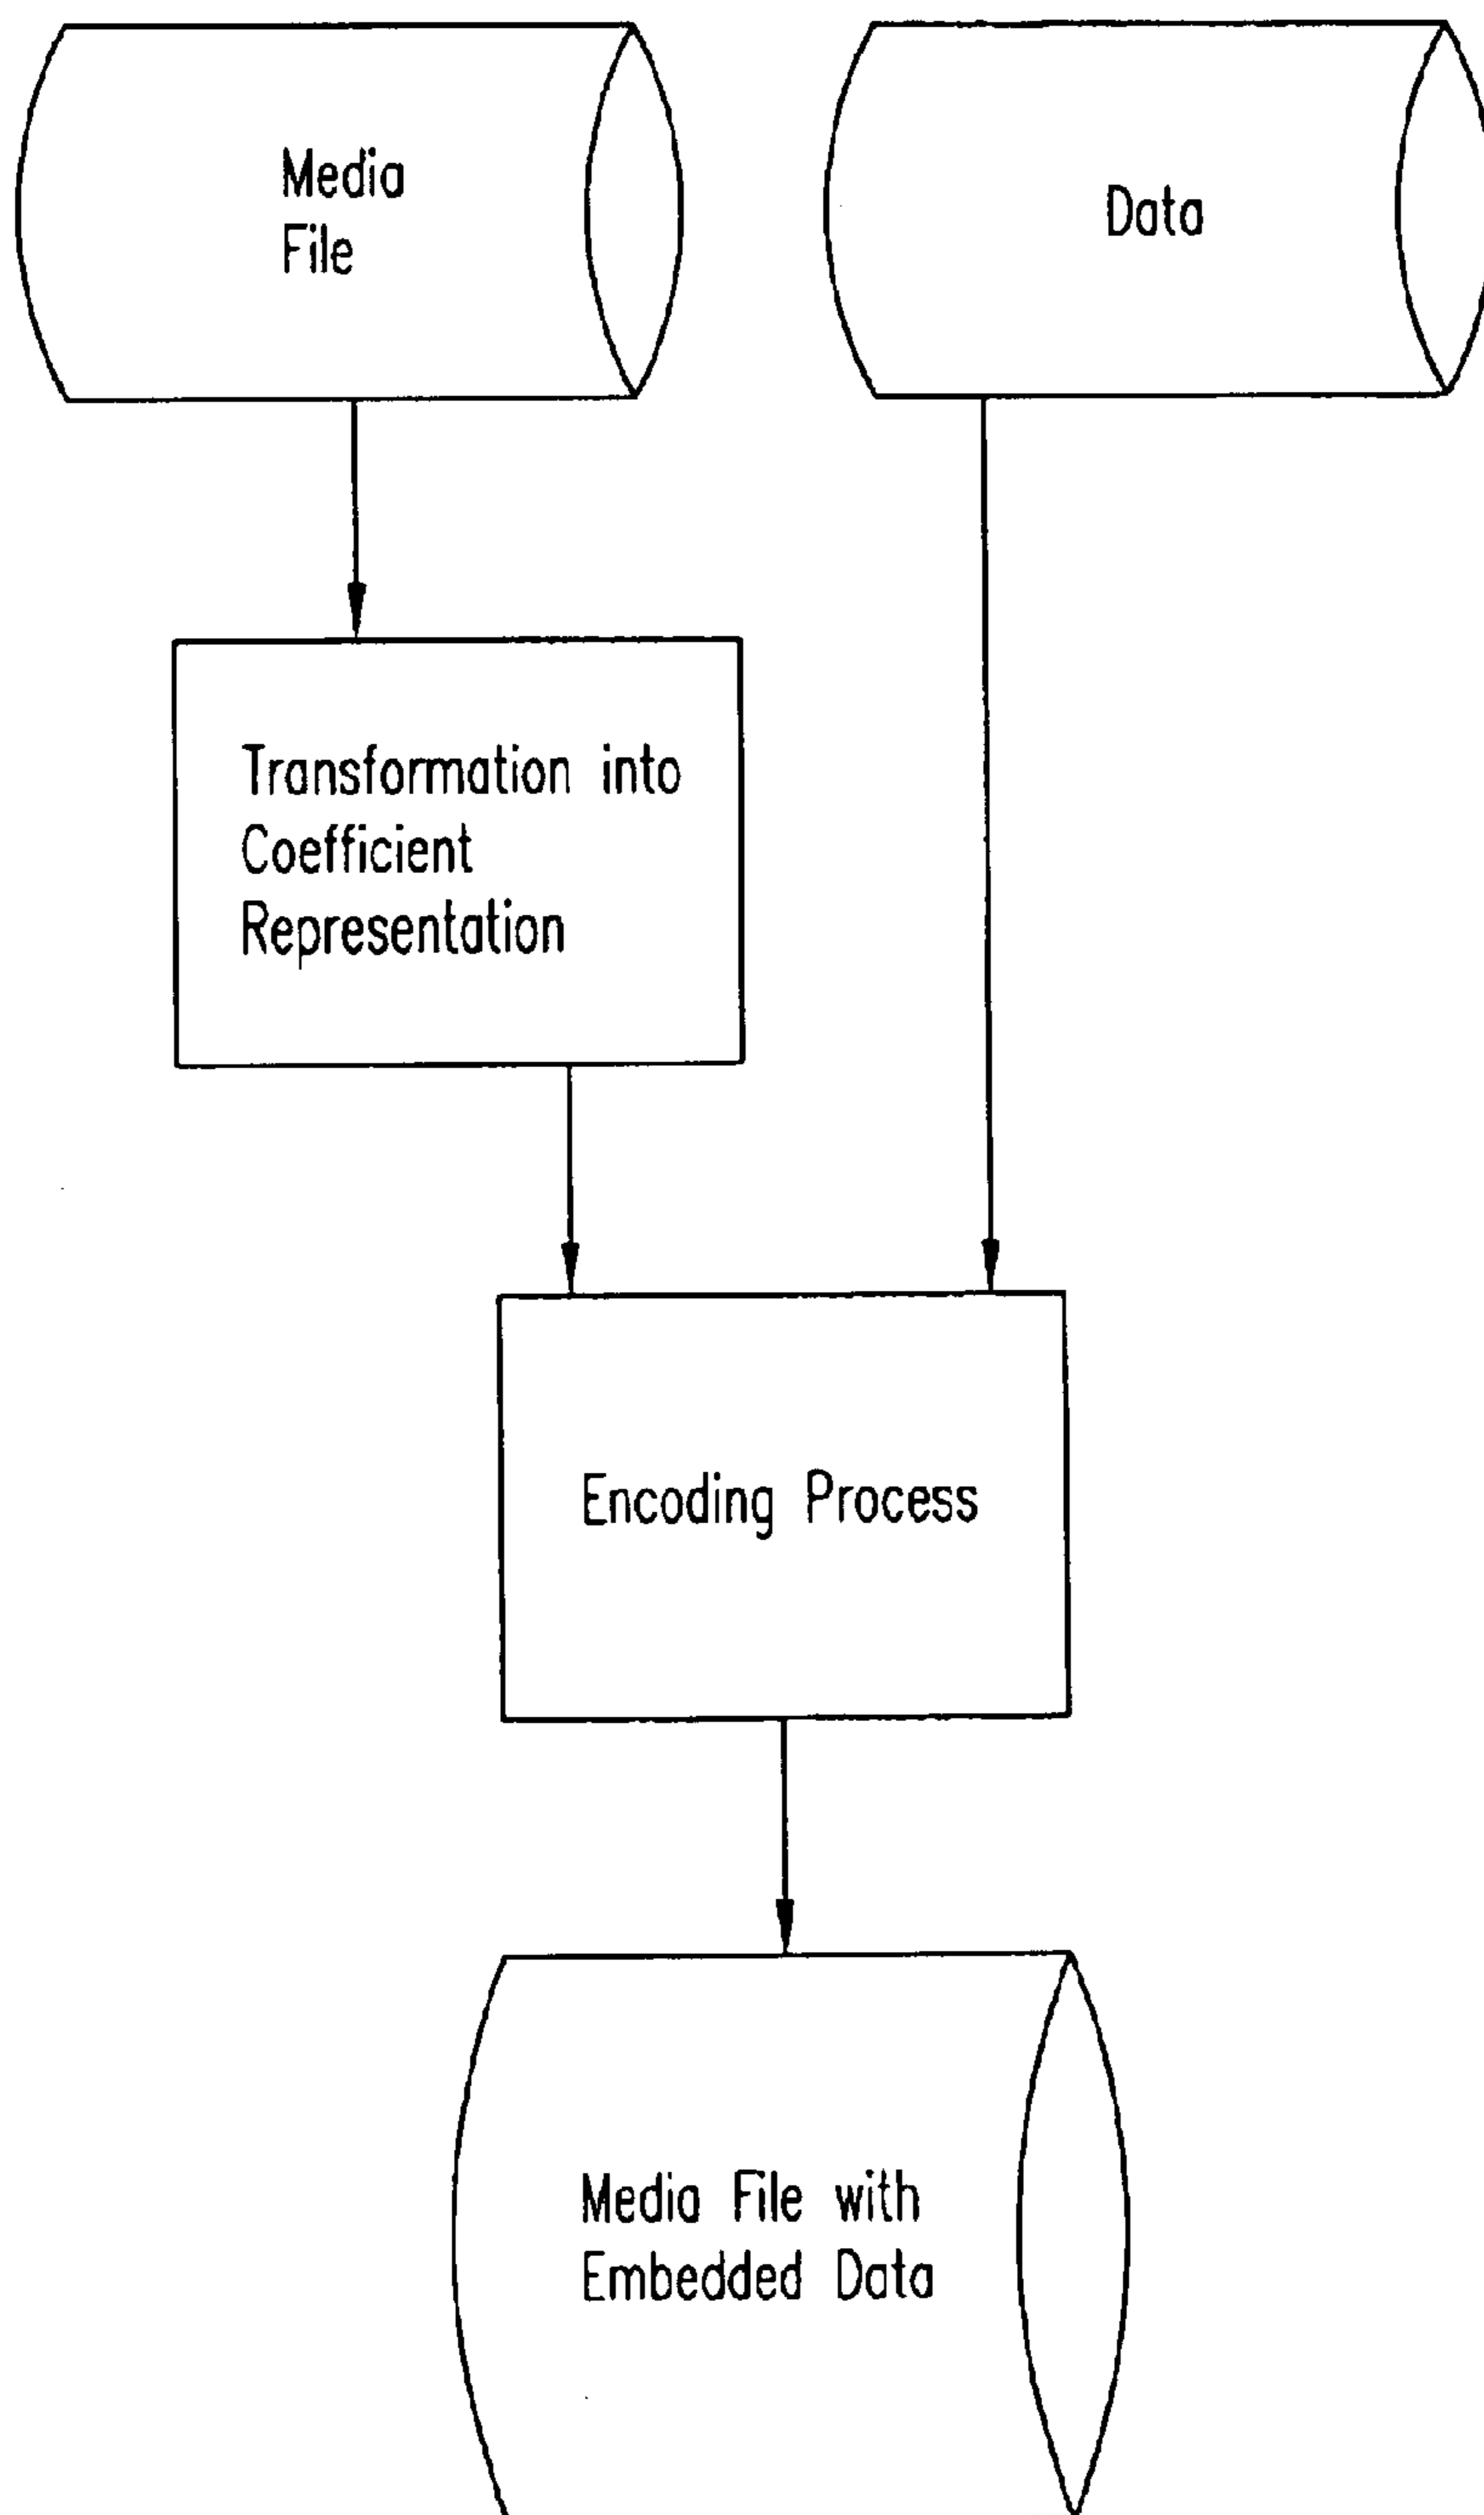 Media
File
Data
Transformation into
Coefficient
Representation
Encoding Process
Media File with
Embedded Data